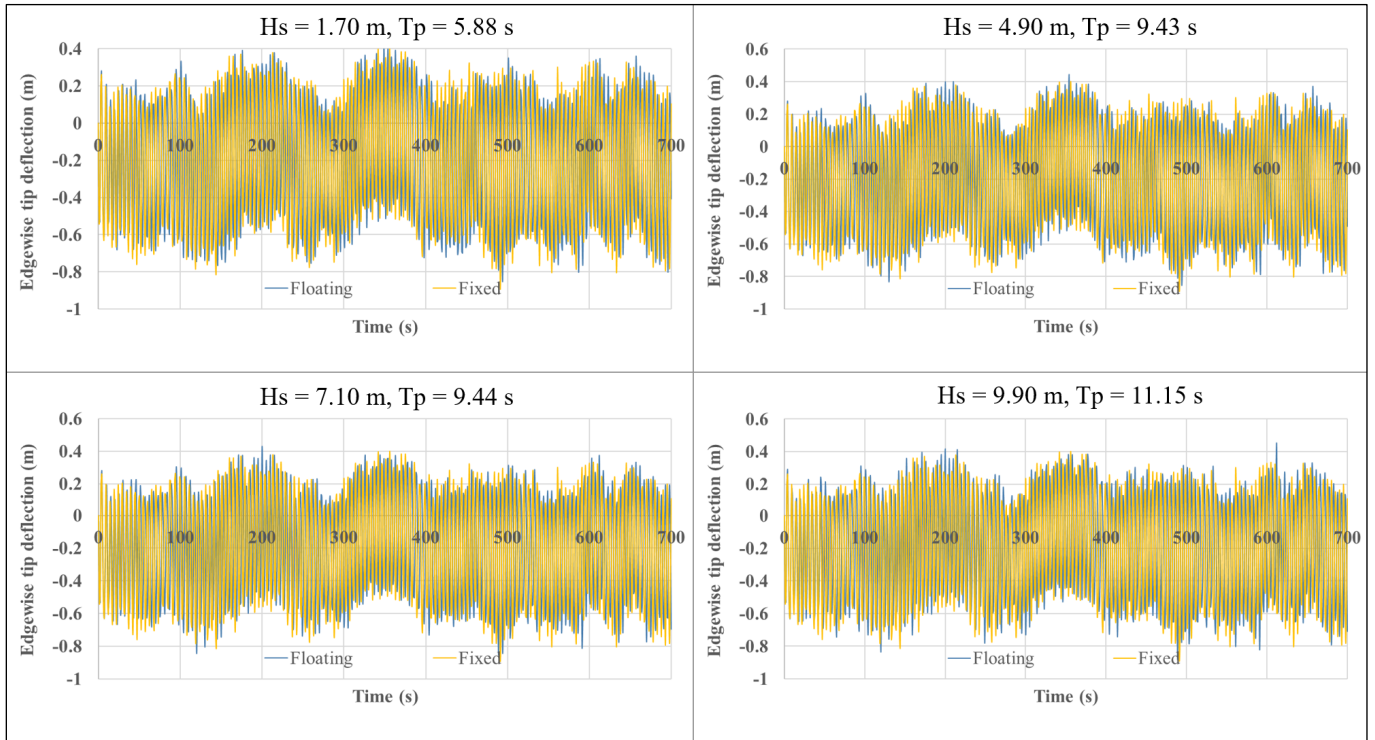 Hs = 1.70 m, Tp = 5.88 s
Edgewise tip deflection (m)
0.4
0.2
0
-0.2
-0.4
-0.6
-0.8
-1
0 100 200 300 400 500 600 700
Floating Fixed
Time (s)
Hs = 4.90 m, Tp = 9.43 s
Edgewise tip deflection (m)
0.6
0.4
0.2
0
-0.2
-0.4
-0.6
-0.8
-1
0 100 200 300 400 500 600 700
Floating Fixed
Time (s)
Hs = 7.10 m, Tp = 9.44 s
Edgewise tip deflection (m)
0.6
0.4
0.2
0
-0.2
-0.4
-0.6
-0.8
-1
0 100 200 300 400 500 600 700
Floating Fixed
Time (s)
Hs = 9.90 m, Tp = 11.15 s
Edgewise tip deflection (m)
0.6
0.4
0.2
0
-0.2
-0.4
-0.6
-0.8
-1
0 100 200 300 400 500 600 700
Floating Fixed
Time (s)